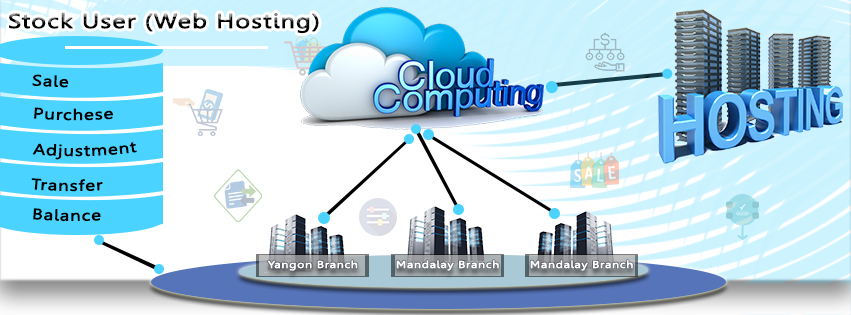 Stock User (Web Hosting)
Sale
Purchese
Adjustment
Transfer
Balance
Cloud
Computing
HOSTING
SALE
Yangon Branch
Mandalay Branch
Mandalay Branch